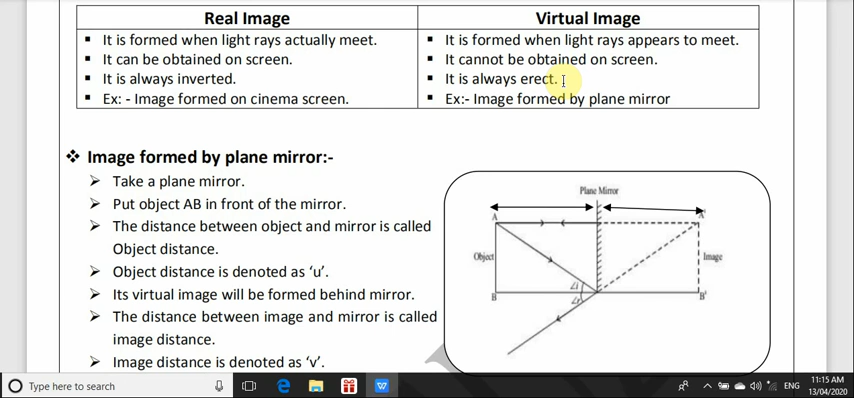 Real Image
Virtual Image
▪ It is formed when light rays actually meet.
▪ It can be obtained on screen.
▪ It is always inverted.
▪ Ex: - Image formed on cinema screen.
▪ It is formed when light rays appears to meet.
▪ It cannot be obtained on screen.
▪ It is always erect.
▪ Ex:- Image formed by plane mirror
❖ Image formed by plane mirror:-
➢ Take a plane mirror.
➢ Put object AB in front of the mirror.
➢ The distance between object and mirror is called
Object distance.
➢ Object distance is denoted as ‘u’.
➢ Its virtual image will be formed behind mirror.
➢ The distance between image and mirror is called
image distance.
➢ Image distance is denoted as ‘v’.
Plane Mirror
A
A'
Object
Image
∠i
∠r
B
B'
Type here to search
ENG
11:15 AM
13/04/2020